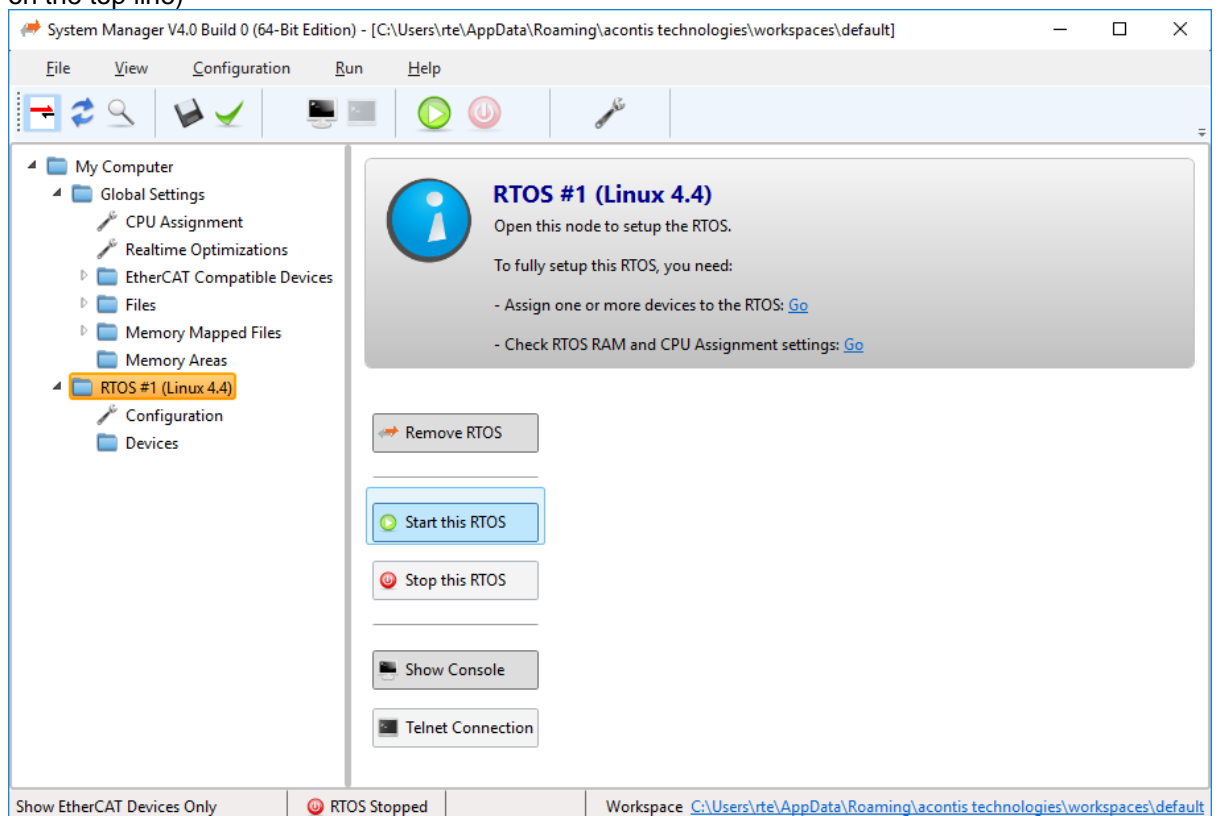 on the top line)
System Manager V4.0 Build 0 (64-Bit Edition) - [C:\Users\rte\AppData\Roaming\acontis technologies\workspaces\default]
File View Configuration Run Help
My Computer
Global Settings
CPU Assignment
Realtime Optimizations
EtherCAT Compatible Devices
Files
Memory Mapped Files
Memory Areas
RTOS #1 (Linux 4.4)
Configuration
Devices
RTOS #1 (Linux 4.4)
Open this node to setup the RTOS.
To fully setup this RTOS, you need:
- Assign one or more devices to the RTOS: Go
- Check RTOS RAM and CPU Assignment settings: Go
Remove RTOS
Start this RTOS
Stop this RTOS
Show Console
Telnet Connection
Show EtherCAT Devices Only RTOS Stopped Workspace C:\Users\rte\AppData\Roaming\acontis technologies\workspaces\default